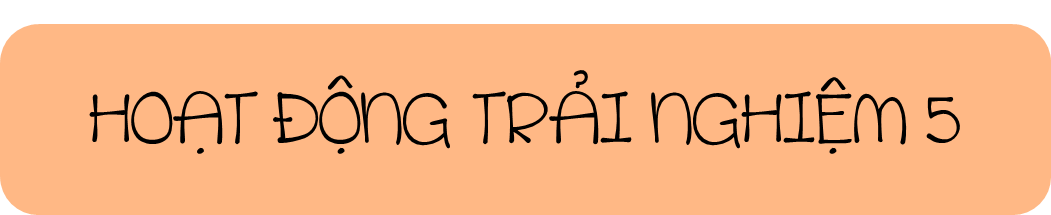 HOẠT ĐỘNG TRẢI NGHIỆM 5